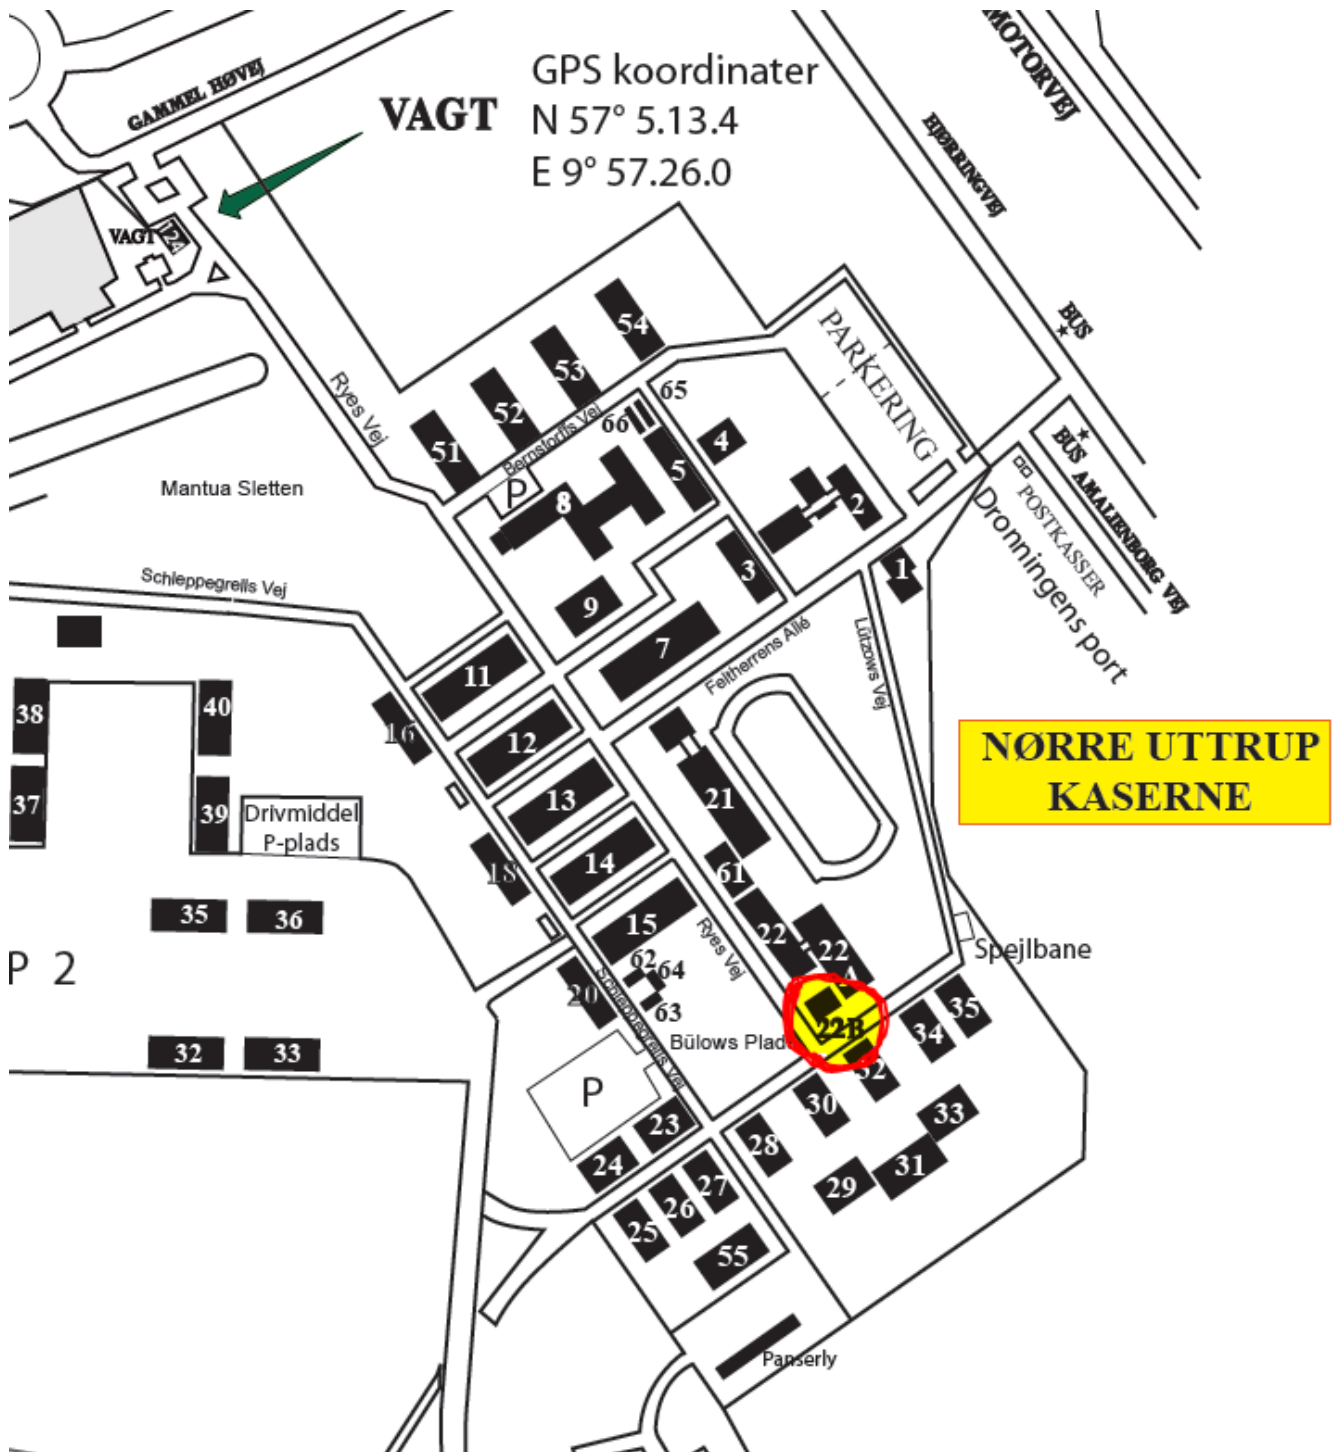 MOTORVEJ
GAMMEL HØVEJ
VAGT
GPS koordinater
N 57° 5.13.4
E 9° 57.26.0
HJØRRINGVEJ
VAGT
124
BUS
PARKERING
54
53
52
51
Ryes Vej
Bernstorffs Vej
65
66
4
5
BUS AMALIENBORG VEJ
POSTKASSER
Dronningens port
Mantua Sletten
P
8
2
3
1
9
7
Schleppegrells Vej
Feltherrens Allé
Lützows Vej
11
12
13
14
15
16
18
20
38
40
37
39
Drivmiddel
P-plads
NØRRE UTTRUP
KASERNE
21
61
22
22
A
22B
35
36
P 2
Ryes Vej
Spejlbane
62
64
63
Schleppegrells Vej
Bülows Plads
32
33
P
35
34
32
30
33
28
31
29
23
24
27
26
25
55
Panserly